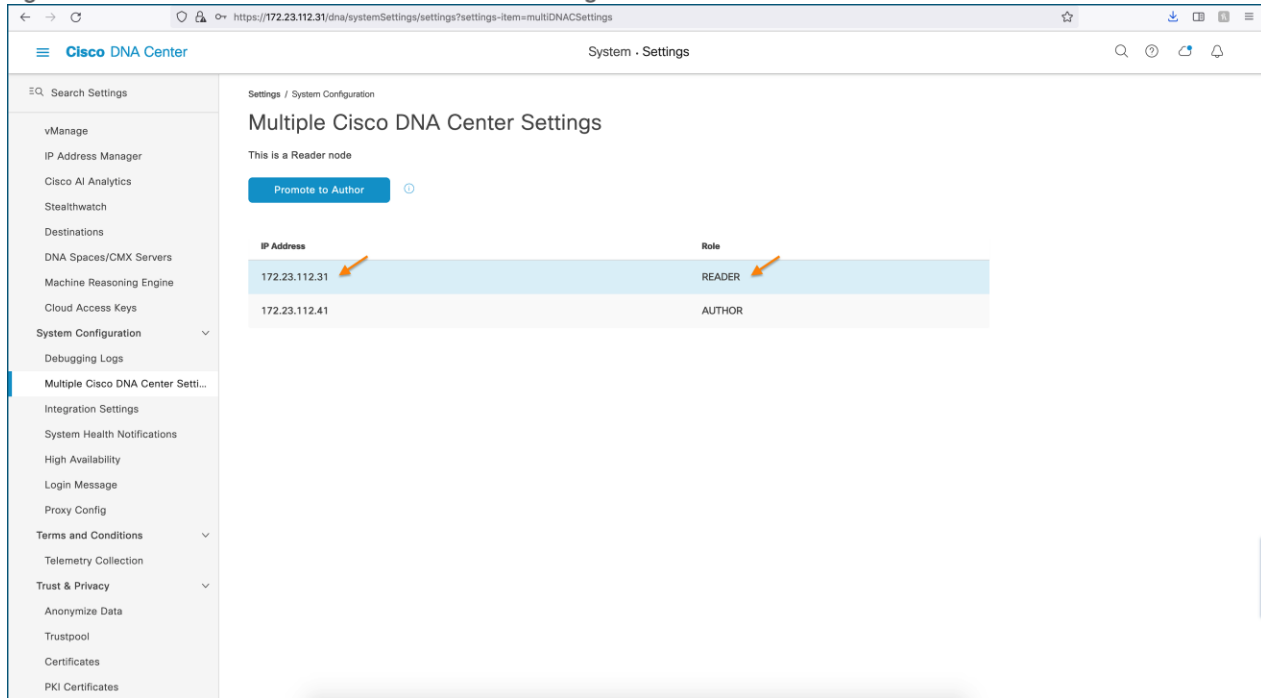 https://172.23.112.31/dna/systemSettings/settings?settings-item=multiDNACSettings
Cisco DNA Center
System · Settings
Search Settings
vManage
IP Address Manager
Cisco AI Analytics
Stealthwatch
Destinations
DNA Spaces/CMX Servers
Machine Reasoning Engine
Cloud Access Keys
System Configuration
Debugging Logs
Multiple Cisco DNA Center Setti...
Integration Settings
System Health Notifications
High Availability
Login Message
Proxy Config
Terms and Conditions
Telemetry Collection
Trust & Privacy
Anonymize Data
Trustpool
Certificates
PKI Certificates
Settings / System Configuration
Multiple Cisco DNA Center Settings
This is a Reader node
Promote to Author
IP Address Role
172.23.112.31 READER
172.23.112.41 AUTHOR